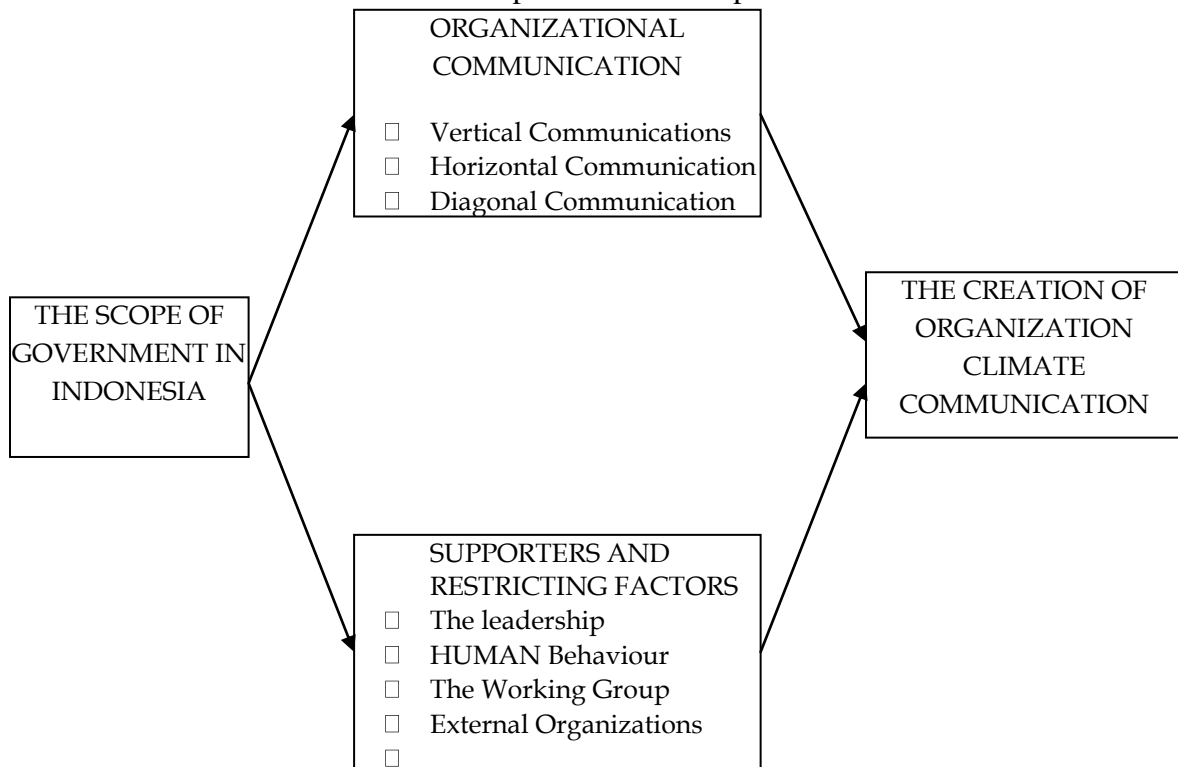 ORGANIZATIONAL
COMMUNICATION
□ Vertical Communications
□ Horizontal Communication
□ Diagonal Communication
THE SCOPE OF
GOVERNMENT IN
INDONESIA
THE CREATION OF
ORGANIZATION
CLIMATE
COMMUNICATION
SUPPORTERS AND
RESTRICTING FACTORS
□ The leadership
□ HUMAN Behaviour
□ The Working Group
□ External Organizations
□